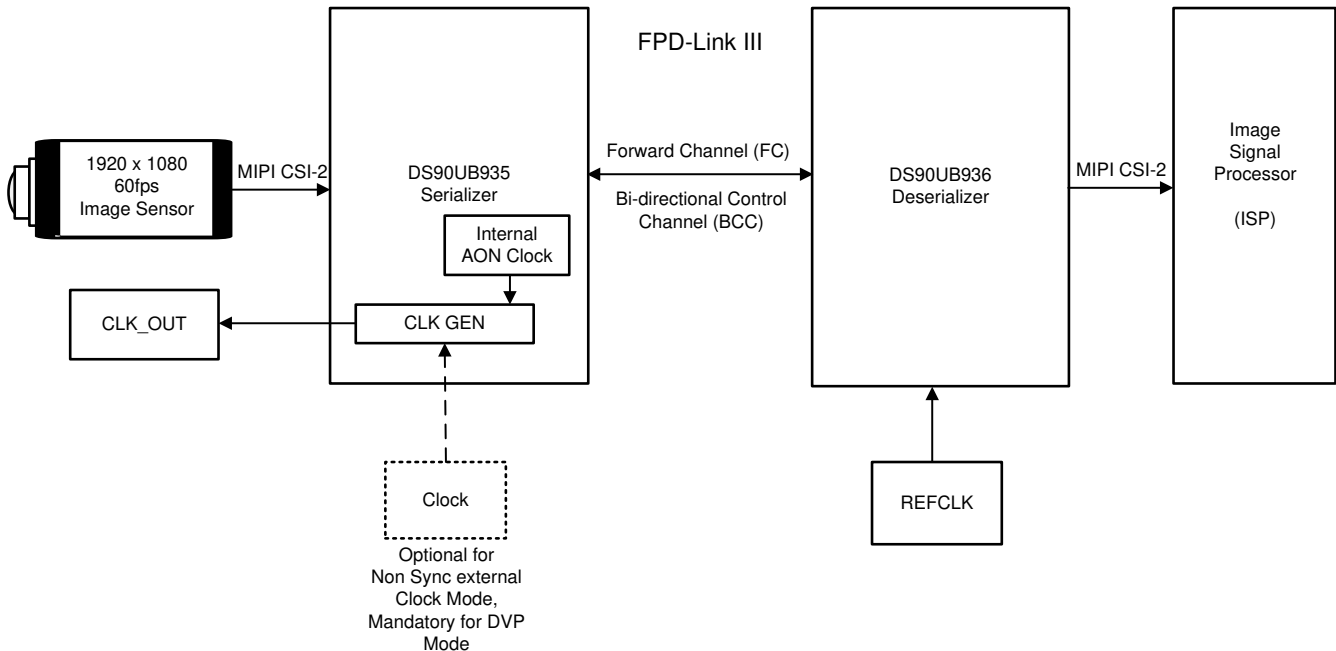 FPD-Link III
1920 x 1080
60fps
Image Sensor
MIPI CSI-2
DS90UB935
Serializer
Internal
AON Clock
CLK GEN
CLK_OUT
Clock
Optional for
Non Sync external
Clock Mode,
Mandatory for DVP
Mode
Forward Channel (FC)
Bi-directional Control
Channel (BCC)
DS90UB936
Deserializer
REFCLK
MIPI CSI-2
Image
Signal
Processor
(ISP)